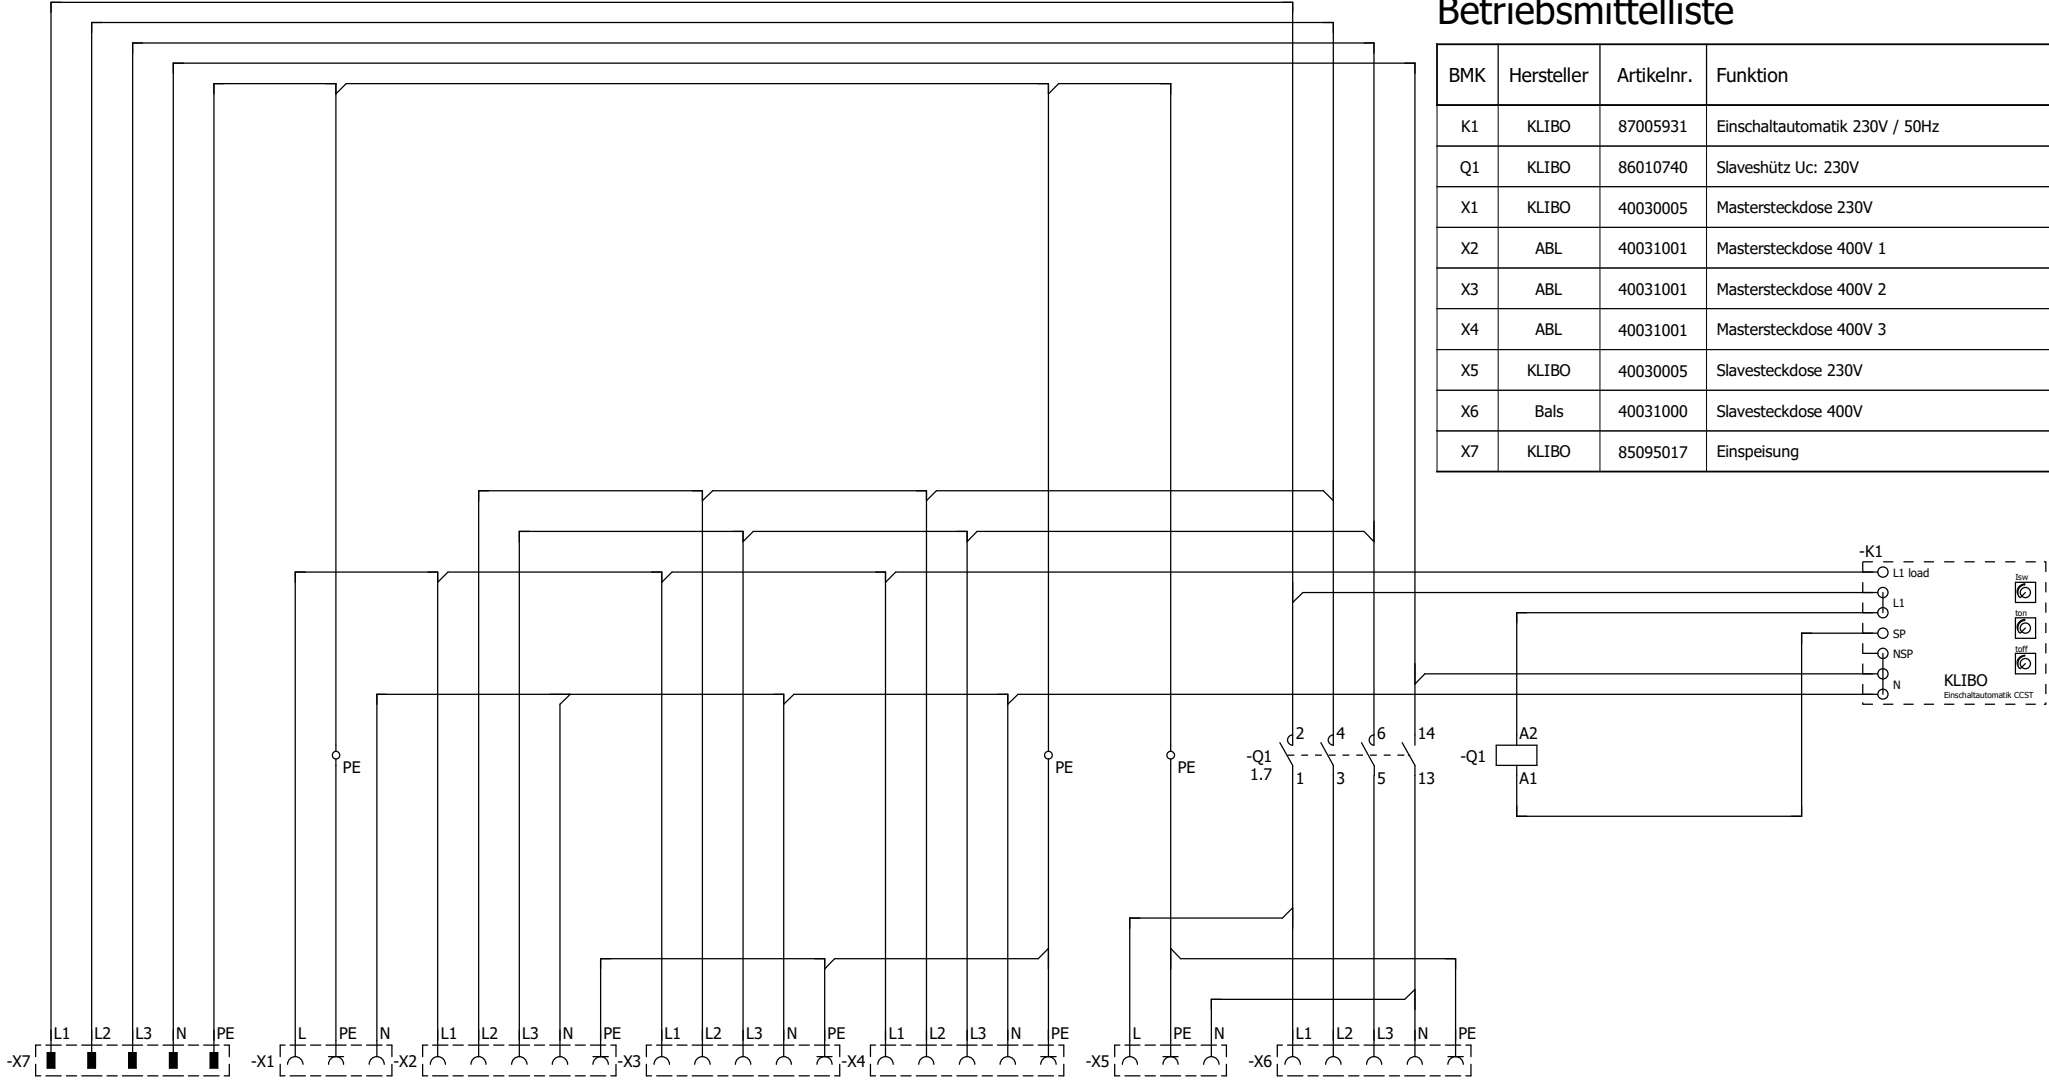 Betriebsmittelliste
BMK Hersteller Artikelnr. Funktion
K1 KLIBO 87005931 Einschaltautomatik 230V / 50Hz
Q1 KLIBO 86010740 Slaveshütz Uc: 230V
X1 KLIBO 40030005 Mastersteckdose 230V
X2 ABL 40031001 Mastersteckdose 400V 1
X3 ABL 40031001 Mastersteckdose 400V 2
X4 ABL 40031001 Mastersteckdose 400V 3
X5 KLIBO 40030005 Slavesteckdose 230V
X6 Bals 40031000 Slavesteckdose 400V
X7 KLIBO 85095017 Einspeisung
-K1
L1 load
Isw
L1
ton
SP
NSP
toff
N
KLIBO
Einschaltautomatik CCST
2 4 6 14
-Q1
1.7
1 3 5 13
A2
-Q1
A1
PE PE PE
L1 L2 L3 N PE L PE N L1 L2 L3 N PE L1 L2 L3 N PE L1 L2 L3 N PE L PE N L1 L2 L3 N PE
-X7 -X1 -X2 -X3 -X4 -X5 -X6